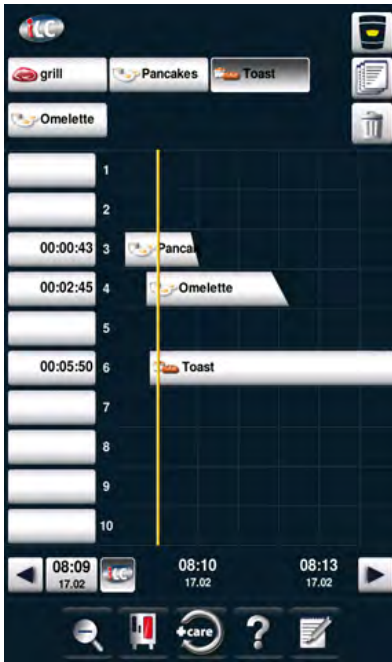 iLC
grill
Pancakes
Toast
Omelette
1
2
00:00:43 3 Pancak
00:02:45 4 Omelette
5
00:05:50 6 Toast
7
8
9
10
08:09 iLC 08:10 08:13
17.02 17.02 17.02
+care ?